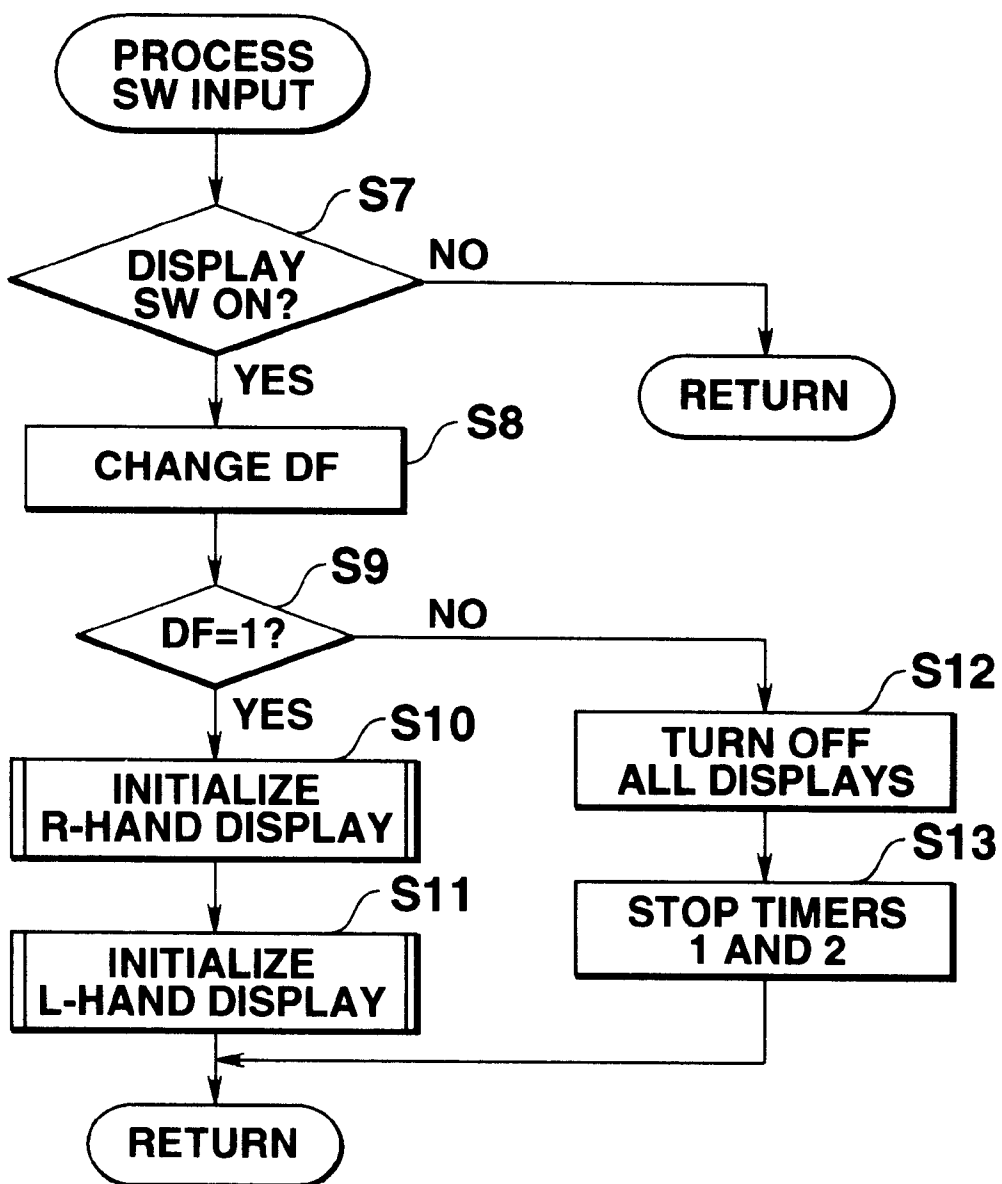 PROCESS
SW INPUT
S7
DISPLAY
SW ON?
NO
YES
RETURN
S8
CHANGE DF
S9
DF=1?
NO
YES
S10
INITIALIZE
R-HAND DISPLAY
S12
TURN OFF
ALL DISPLAYS
S11
INITIALIZE
L-HAND DISPLAY
S13
STOP TIMERS
1 AND 2
RETURN